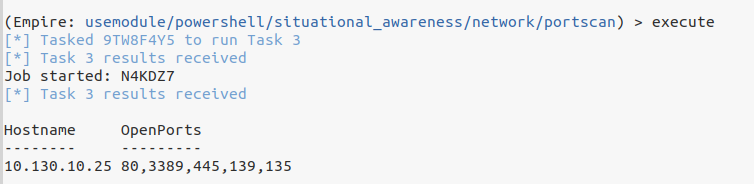 (Empire: usemodule/powershell/situational_awareness/network/portscan) > execute
[*] Tasked 9TW8F4Y5 to run Task 3
[*] Task 3 results received
Job started: N4KDZ7
[*] Task 3 results received
Hostname     OpenPorts
--------     ---------
10.130.10.25 80,3389,445,139,135